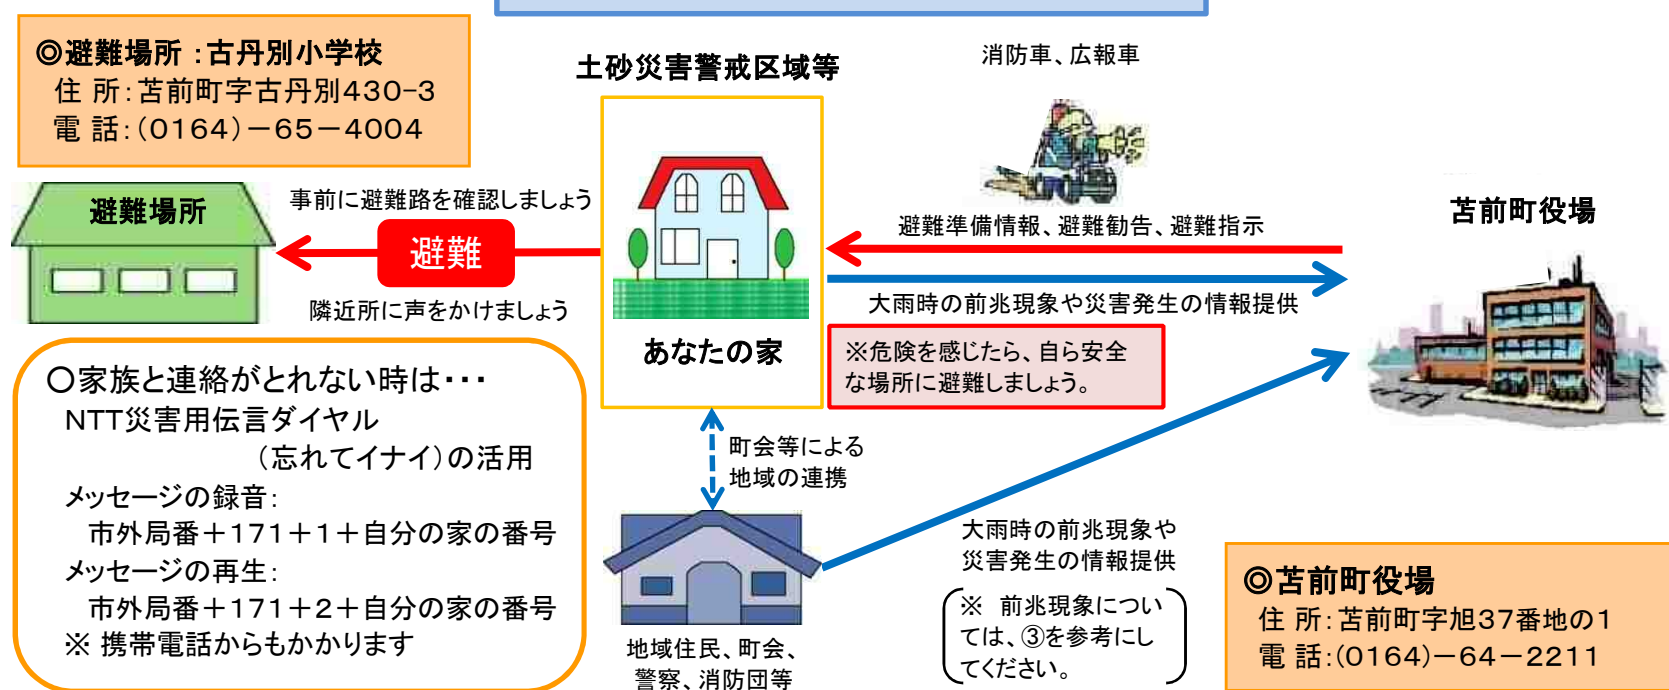 ◎避難場所：古丹別小学校
住 所：苫前町字古丹別430-3
電 話：（0164）－65－4004
避難場所
事前に避難路を確認しましょう
避難
隣近所に声をかけましょう
土砂災害警戒区域等
あなたの家
消防車、広報車
避難準備情報、避難勧告、避難指示
大雨時の前兆現象や災害発生の情報提供
※危険を感じたら、自ら安全
な場所に避難しましょう。
苫前町役場
〇家族と連絡がとれない時は・・・
NTT災害用伝言ダイヤル
（忘れてイナイ）の活用
メッセージの録音：
市外局番＋171＋1＋自分の家の番号
メッセージの再生：
市外局番＋171＋2＋自分の家の番号
※ 携帯電話からもかかります
町会等による
地域の連携
地域住民、町会、
警察、消防団等
大雨時の前兆現象や
災害発生の情報提供
※ 前兆現象につい
ては、③を参考にし
てください。
◎苫前町役場
住 所：苫前町字旭37番地の1
電 話：（0164）－64－2211